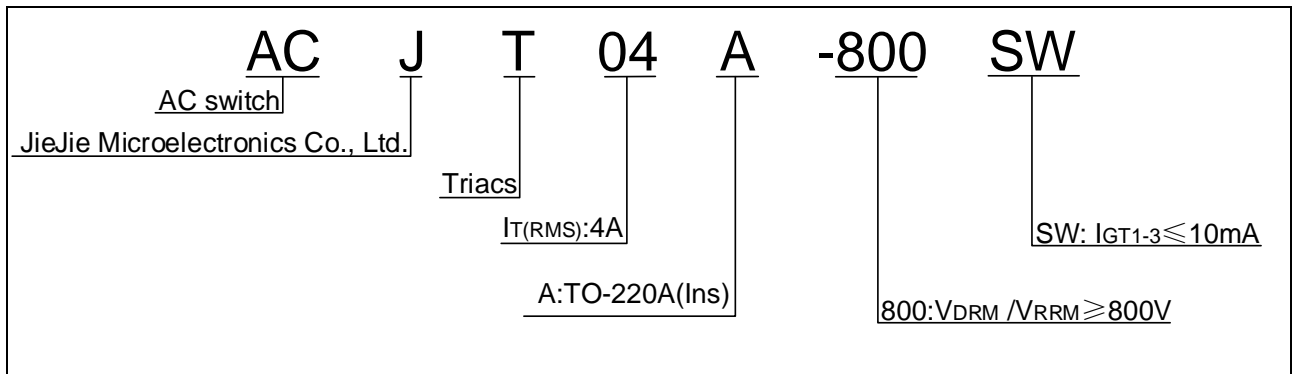 AC J T 04 A -800 SW
AC switch
JieJie Microelectronics Co., Ltd.
Triacs
IT(RMS):4A
SW: IGT1-3≤10mA
A:TO-220A(Ins)
800:VDRM /VRRM≥800V